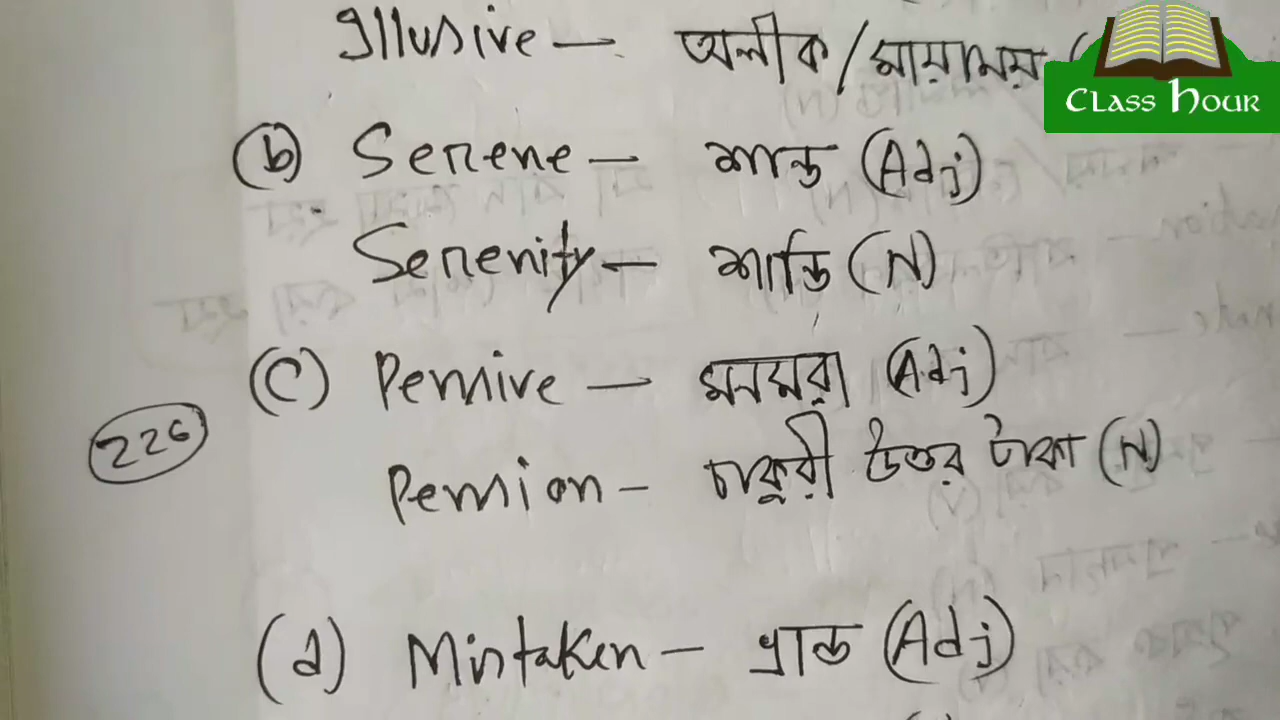 Illusive — অলীক/মায়াময় (
CLASS HOUR
(b) Serene — শান্ত (Adj)
Serenity — শান্তি (N)
(C) Pensive — মনমরা (Adj)
226
Pension - চাকুরী উত্তর টাকা (N)
(d) Mistaken - ভ্রান্ত (Adj)